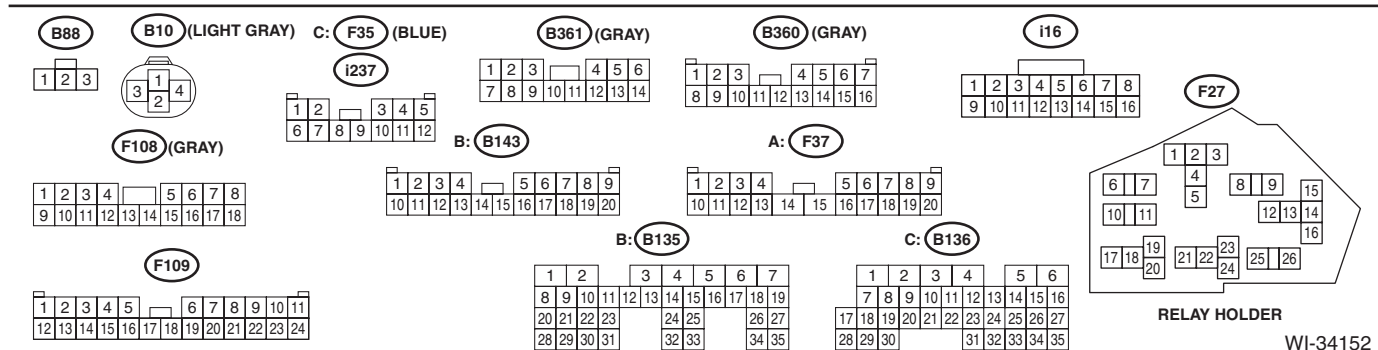 B88
B10 (LIGHT GRAY)
C: F35 (BLUE)
i237
B361 (GRAY)
B360 (GRAY)
i16
F27
1 2 3
1
3 4
2
1 2 3 4 5
6 7 8 9 10 11 12
1 2 3 4 5 6
7 8 9 10 11 12 13 14
1 2 3 4 5 6 7
8 9 10 11 12 13 14 15 16
1 2 3 4 5 6 7 8
9 10 11 12 13 14 15 16
F108 (GRAY)
1 2 3 4 5 6 7 8
9 10 11 12 13 14 15 16 17 18
B: B143
1 2 3 4 5 6 7 8 9
10 11 12 13 14 15 16 17 18 19 20
A: F37
1 2 3 4 5 6 7 8 9
10 11 12 13 14 15 16 17 18 19 20
1 2 3
4
5
6 7
8 9
10 11
15
12 13 14
16
19
17 18
20
23
21 22
24
25 26
RELAY HOLDER
F109
1 2 3 4 5 6 7 8 9 10 11
12 13 14 15 16 17 18 19 20 21 22 23 24
B: B135
1 2 3 4 5 6 7
8 9 10 11 12 13 14 15 16 17 18 19
20 21 22 23 24 25 26 27
28 29 30 31 32 33 34 35
C: B136
1 2 3 4 5 6
7 8 9 10 11 12 13 14 15 16
17 18 19 20 21 22 23 24 25 26 27
28 29 30 31 32 33 34 35
WI-34152